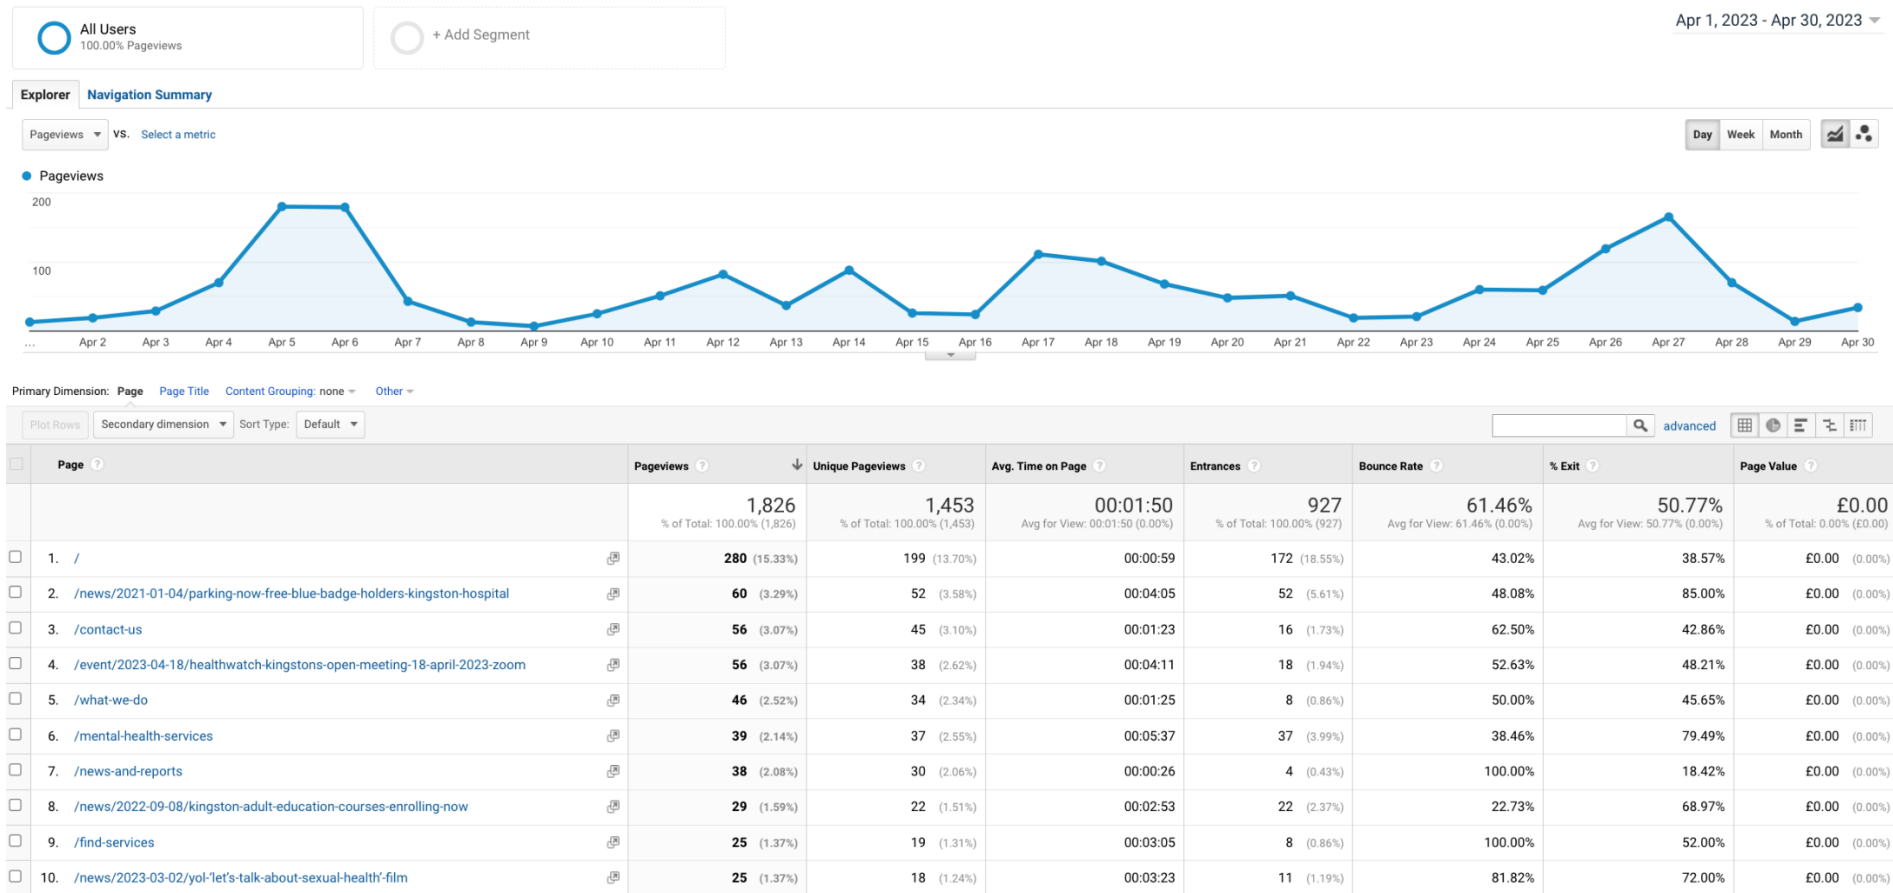 All Users
100.00% Pageviews
+ Add Segment
Apr 1, 2023 - Apr 30, 2023
Explorer Navigation Summary
Pageviews VS. Select a metric
Day Week Month
Pageviews
200
100
... Apr 2 Apr 3 Apr 4 Apr 5 Apr 6 Apr 7 Apr 8 Apr 9 Apr 10 Apr 11 Apr 12 Apr 13 Apr 14 Apr 15 Apr 16 Apr 17 Apr 18 Apr 19 Apr 20 Apr 21 Apr 22 Apr 23 Apr 24 Apr 25 Apr 26 Apr 27 Apr 28 Apr 29 Apr 30
Primary Dimension: Page Page Title Content Grouping: none Other
Plot Rows Secondary dimension Sort Type: Default advanced
Page ? Pageviews ? Unique Pageviews ? Avg. Time on Page ? Entrances ? Bounce Rate ? % Exit ? Page Value ?
1,826 1,453 00:01:50 927 61.46% 50.77% £0.00
% of Total: 100.00% (1,826) % of Total: 100.00% (1,453) Avg for View: 00:01:50 (0.00%) % of Total: 100.00% (927) Avg for View: 61.46% (0.00%) Avg for View: 50.77% (0.00%) % of Total: 0.00% (£0.00)
1. / 280 (15.33%) 199 (13.70%) 00:00:59 172 (18.55%) 43.02% 38.57% £0.00 (0.00%)
2. /news/2021-01-04/parking-now-free-blue-badge-holders-kingston-hospital 60 (3.29%) 52 (3.58%) 00:04:05 52 (5.61%) 48.08% 85.00% £0.00 (0.00%)
3. /contact-us 56 (3.07%) 45 (3.10%) 00:01:23 16 (1.73%) 62.50% 42.86% £0.00 (0.00%)
4. /event/2023-04-18/healthwatch-kingstons-open-meeting-18-april-2023-zoom 56 (3.07%) 38 (2.62%) 00:04:11 18 (1.94%) 52.63% 48.21% £0.00 (0.00%)
5. /what-we-do 46 (2.52%) 34 (2.34%) 00:01:25 8 (0.86%) 50.00% 45.65% £0.00 (0.00%)
6. /mental-health-services 39 (2.14%) 37 (2.55%) 00:05:37 37 (3.99%) 38.46% 79.49% £0.00 (0.00%)
7. /news-and-reports 38 (2.08%) 30 (2.06%) 00:00:26 4 (0.43%) 100.00% 18.42% £0.00 (0.00%)
8. /news/2022-09-08/kingston-adult-education-courses-enrolling-now 29 (1.59%) 22 (1.51%) 00:02:53 22 (2.37%) 22.73% 68.97% £0.00 (0.00%)
9. /find-services 25 (1.37%) 19 (1.31%) 00:03:05 8 (0.86%) 100.00% 52.00% £0.00 (0.00%)
10. /news/2023-03-02/yol-‘let’s-talk-about-sexual-health’-film 25 (1.37%) 18 (1.24%) 00:03:23 11 (1.19%) 81.82% 72.00% £0.00 (0.00%)